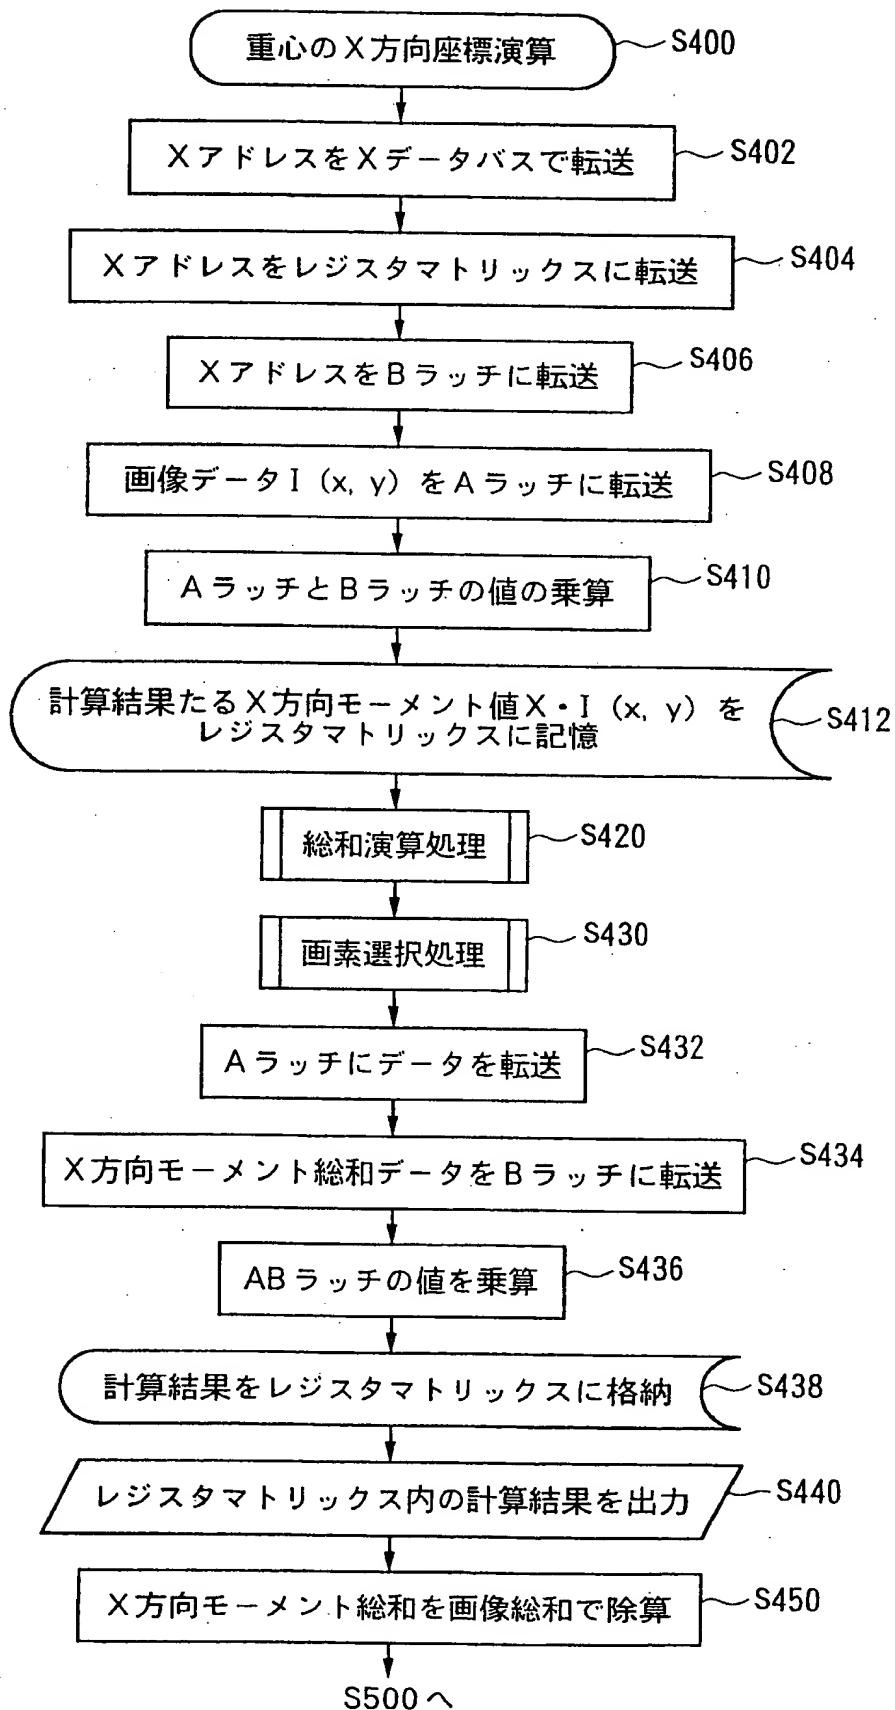 重心のX方向座標演算
S400
XアドレスをXデータバスで転送
S402
Xアドレスをレジスタマトリックスに転送
S404
XアドレスをBラッチに転送
S406
画像データI (x, y) をAラッチに転送
S408
AラッチとBラッチの値の乗算
S410
計算結果たるX方向モーメント値X・I (x, y) を
レジスタマトリックスに記憶
S412
総和演算処理
S420
画素選択処理
S430
Aラッチにデータを転送
S432
X方向モーメント総和データをBラッチに転送
S434
ABラッチの値を乗算
S436
計算結果をレジスタマトリックスに格納
S438
レジスタマトリックス内の計算結果を出力
S440
X方向モーメント総和を画像総和で除算
S450
S500へ